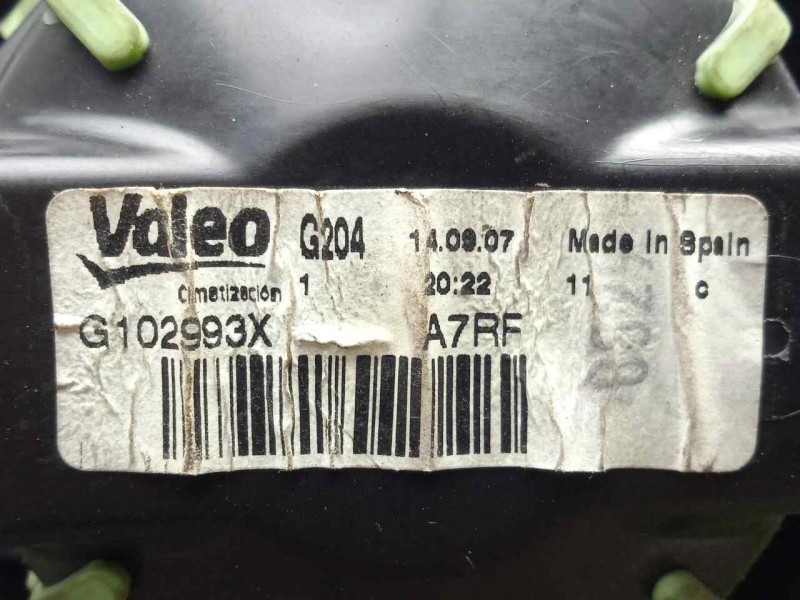 Valeo G204 14.09.07 Made in Spain
Climatización 1 20:22 11 c
G102993X A7RF